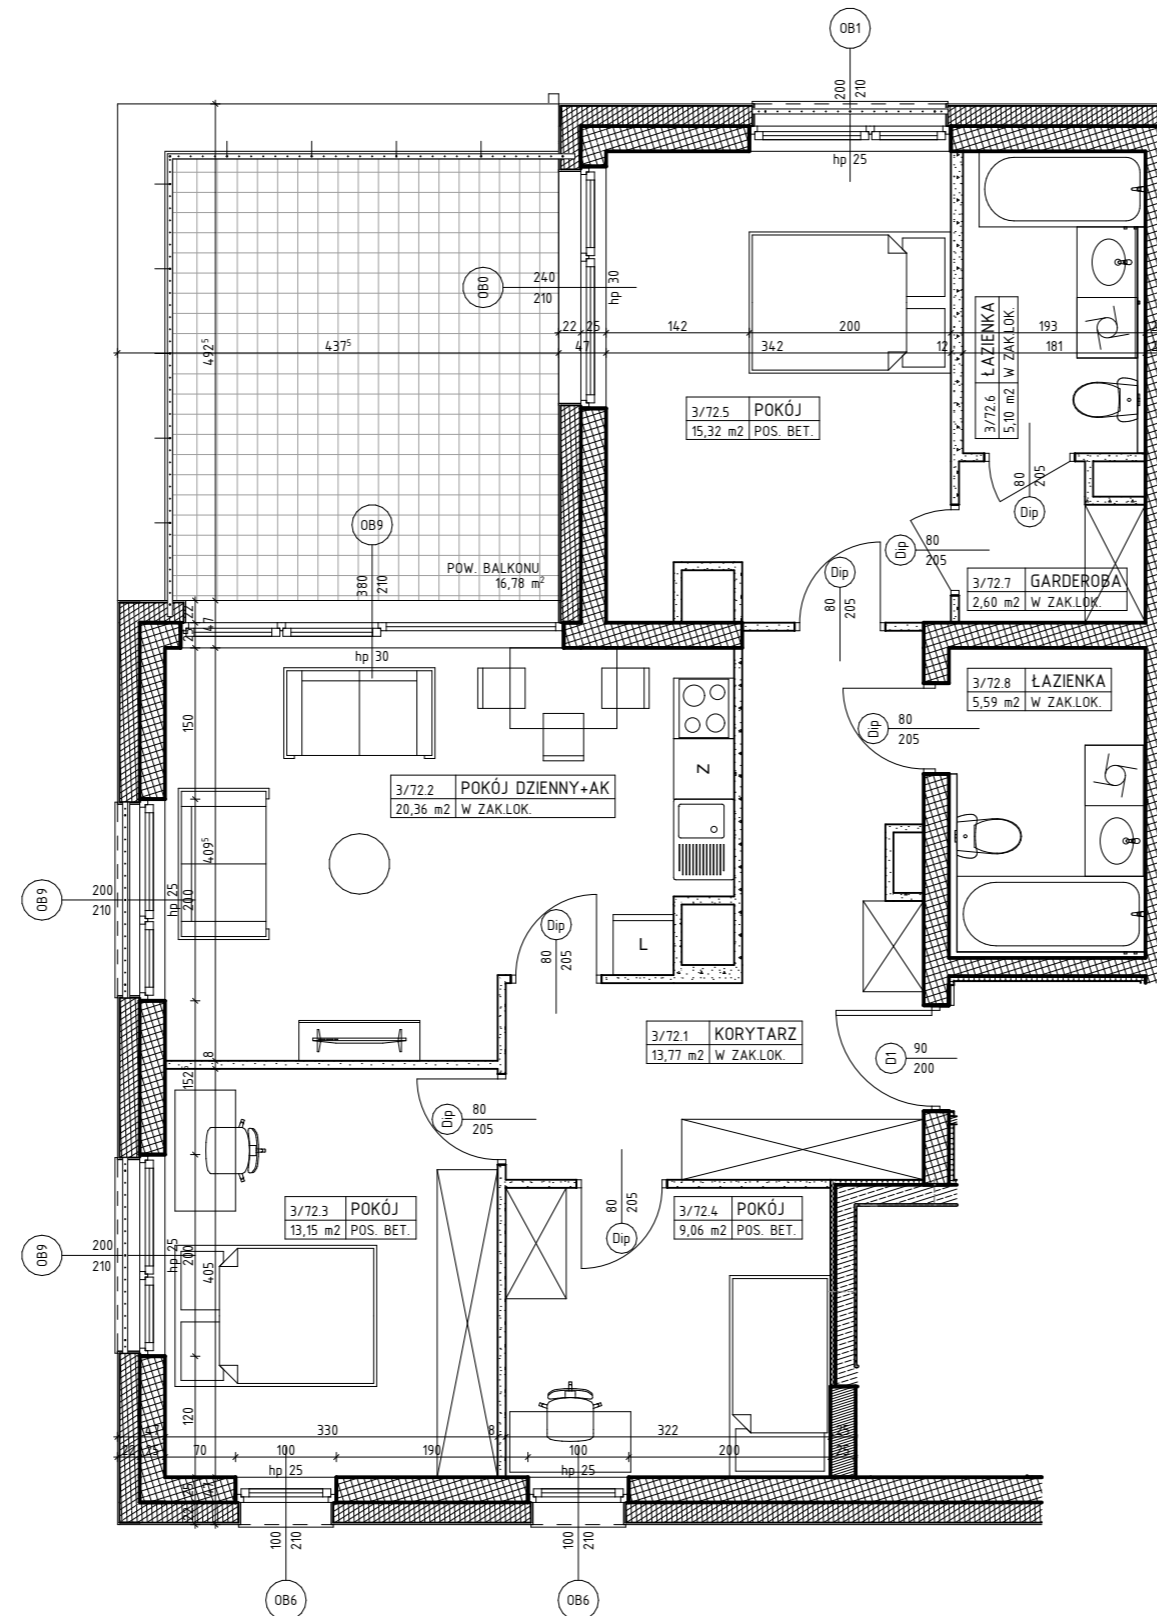 OB1
200
210
hp 25
OB0
240
210
hp 30
22
25
142
200
193
492⁵
437⁵
47
342
12
181
3/72.5 POKÓJ
15,32 m2 POS. BET.
3/72.6 ŁAZIENKA
5,10 m2 W ZAK.LOK.
80
205
Dip
OB9
380
210
POW. BALKONU
16,78 m²
Dip
80
205
Dip
80
205
3/72.7 GARDEROBA
2,60 m2 W ZAK.LOK.
22
25
47
hp 30
150
3/72.8 ŁAZIENKA
5,59 m2 W ZAK.LOK.
Dip
80
205
Z
3/72.2 POKÓJ DZIENNY+AK
20,36 m2 W ZAK.LOK.
409⁵
OB9
200
210
hp 25
200
Dip
80
205
L
3/72.1 KORYTARZ
13,77 m2 W ZAK.LOK.
D1
90
200
8
152⁵
Dip
80
205
80
205
Dip
3/72.3 POKÓJ
13,15 m2 POS. BET.
3/72.4 POKÓJ
9,06 m2 POS. BET.
OB9
200
210
hp 25
200
405
120
330
8
322
70
100
190
100
200
hp 25
hp 25
100
210
100
210
OB6
OB6